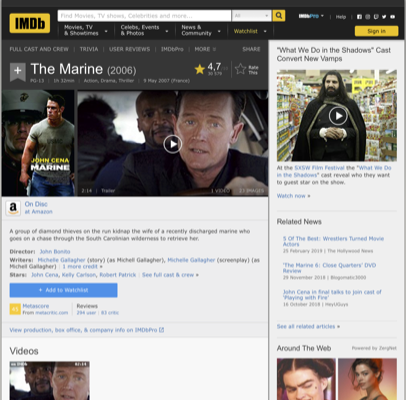 IMDb
Find Movies, TV shows, Celebrities and more...
All
IMDbPro
Help
Movies, TV & Showtimes
Celebs, Events & Photos
News & Community
Watchlist
Sign in
FULL CAST AND CREW | TRIVIA | USER REVIEWS | IMDbPro | MORE
SHARE
The Marine (2006)
4,7
Rate This
PG-13 | 1h 32min | Action, Drama, Thriller | 9 May 2007 (France)
JOHN CENA
MARINE
2:14 | Trailer
1 VIDEO
On Disc
at Amazon
A group of diamond thieves on the run kidnap the wife of a recently discharged marine who goes on a chase through the South Carolinian wilderness to retrieve her.
Director: John Bonito
Writers: Michelle Gallagher (story) (as Michell Gallagher), Michelle Gallagher (screenplay) (as Michell Gallagher) | 1 more credit »
Stars: John Cena, Kelly Carlson, Robert Patrick | See full cast & crew »
+ Add to Watchlist
Metascore
From metacritic.com
Reviews
294 user | 83 critic
View production, box office, & company info on IMDbPro
Videos
"What We Do in the Shadows" Cast Convert New Vamps
At the SXSW Film Festival the "What We Do in the Shadows" cast reveal who they want to guest star on the show.
Watch now »
Related News
5 Of The Best: Wrestlers Turned Movie Actors
25 February 2019 | The Hollywood News
'The Marine 6: Close Quarters' DVD Review
29 November 2018 | Blogomatic3000
John Cena in final talks to join cast of 'Playing with Fire'
16 October 2018 | HeyUGuys
See all related articles »
Around The Web
Powered by ZergNet